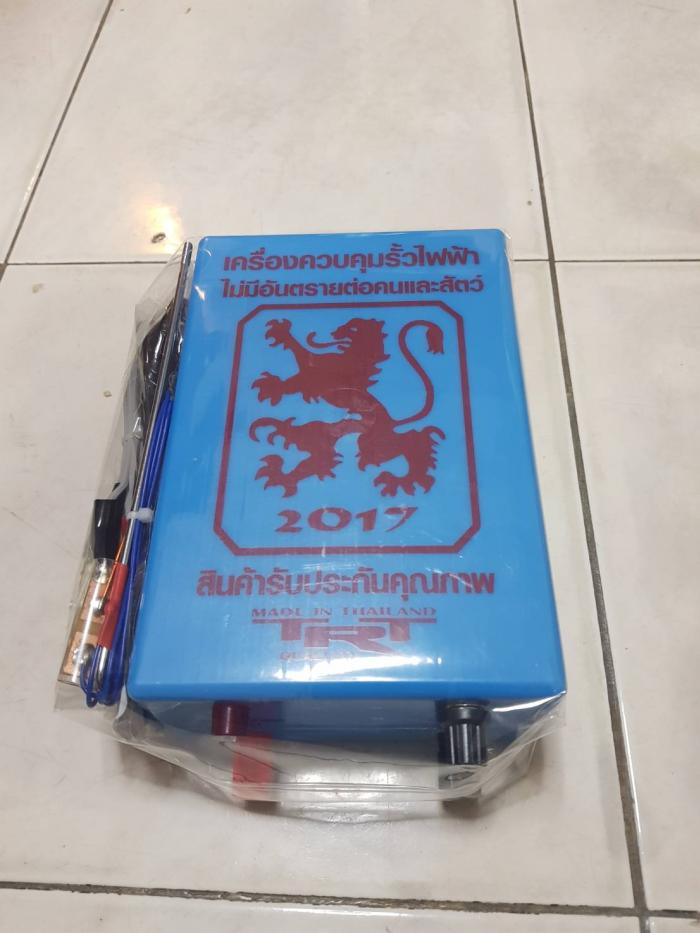 เครื่องควบคุมรั้วไฟฟ้า
ไม่มีอันตรายต่อคนและสัตว์
2017
สินค้ารับประกันคุณภาพ
MADE IN THAILAND
TRT